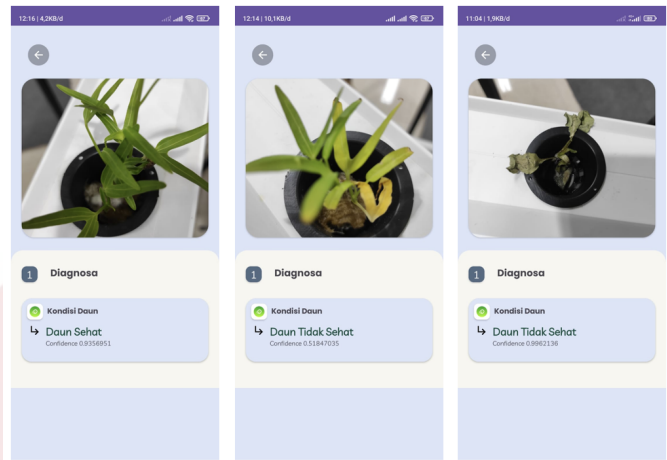 12:16 | 4,2KB/d
Diagnosa
1
Kondisi Daun
Daun Sehat
Confidence 0.9356951
12:14 | 10,1KB/d
Diagnosa
1
Kondisi Daun
Daun Tidak Sehat
Confidence 0.51847035
11:04 | 1,9KB/d
Diagnosa
1
Kondisi Daun
Daun Tidak Sehat
Confidence 0.8962136